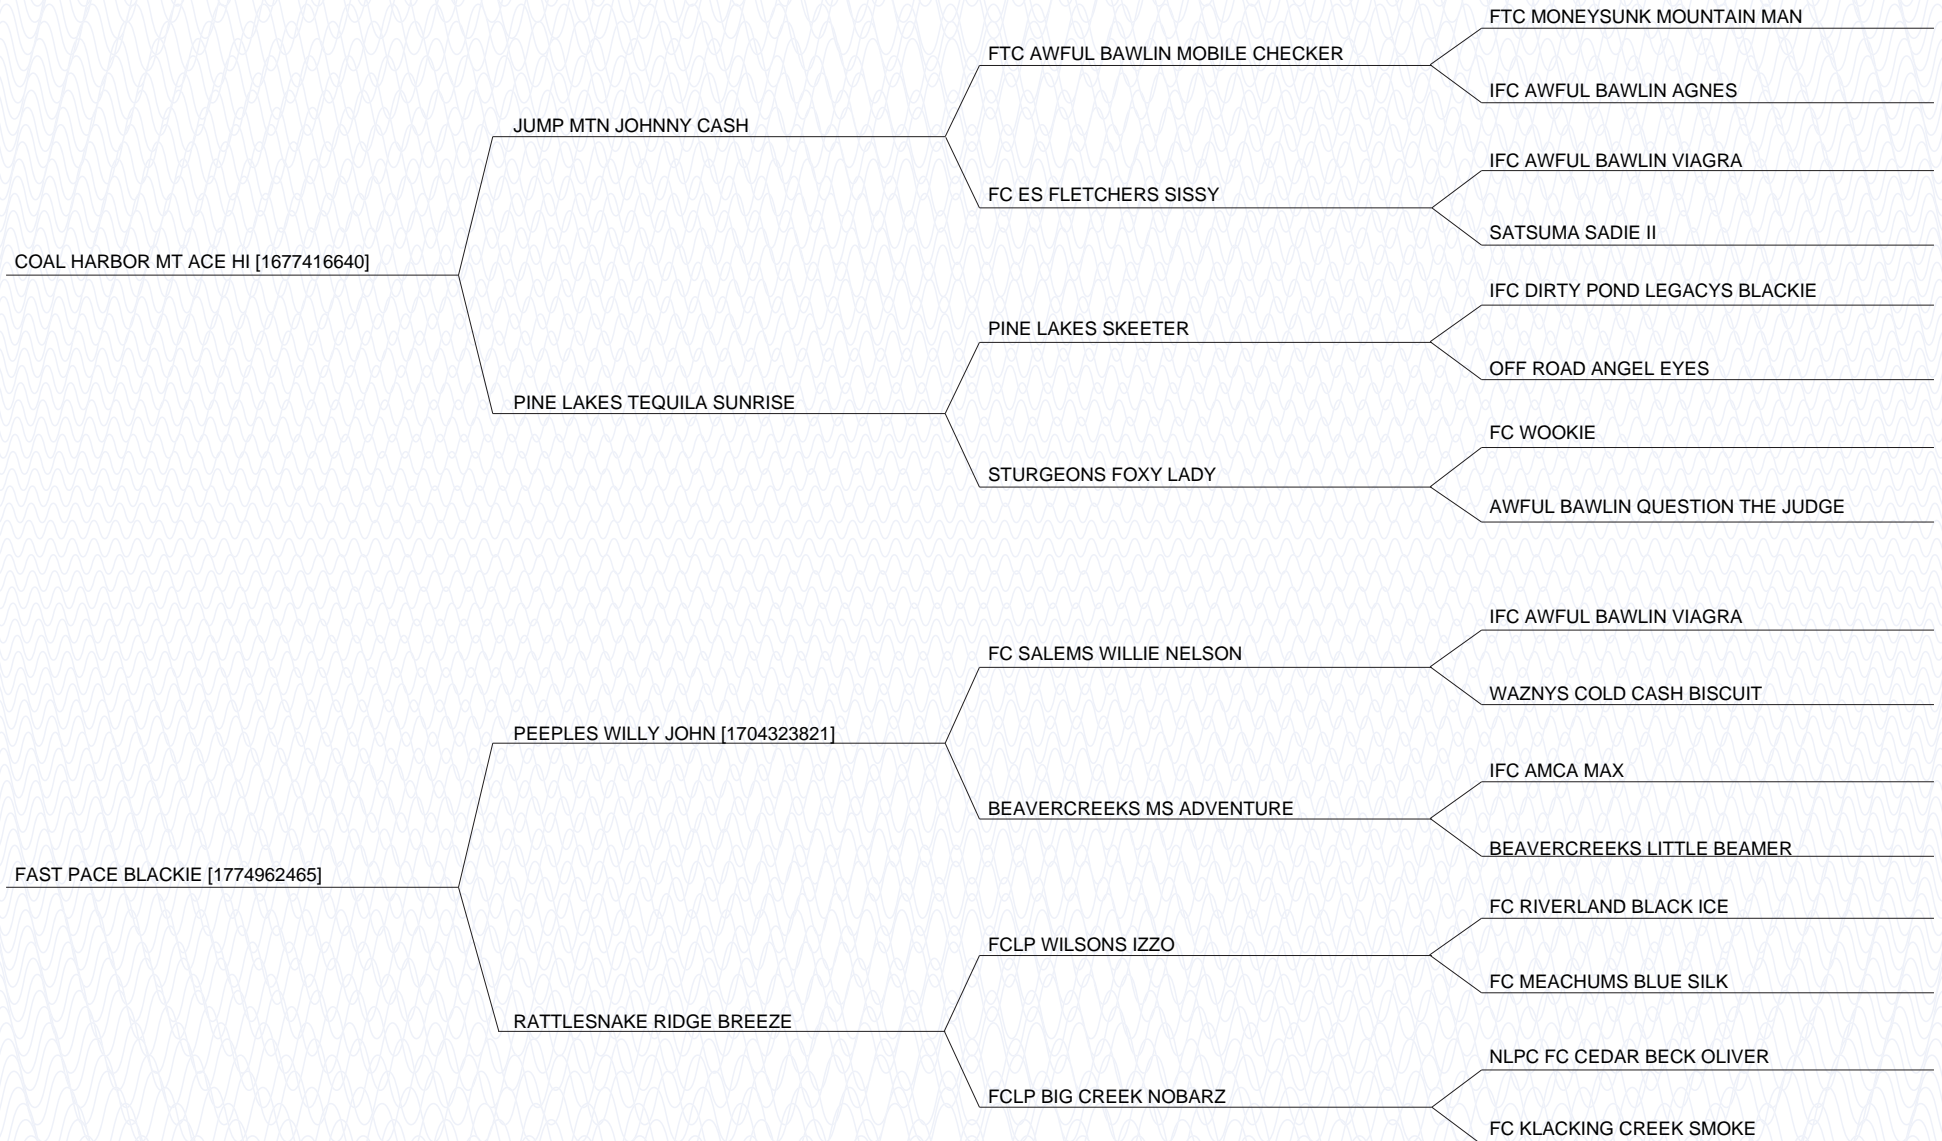 FTC MONEYSUNK MOUNTAIN MAN
FTC AWFUL BAWLIN MOBILE CHECKER
IFC AWFUL BAWLIN AGNES
JUMP MTN JOHNNY CASH
IFC AWFUL BAWLIN VIAGRA
FC ES FLETCHERS SISSY
SATSUMA SADIE II
COAL HARBOR MT ACE HI [1677416640]
IFC DIRTY POND LEGACYS BLACKIE
PINE LAKES SKEETER
OFF ROAD ANGEL EYES
PINE LAKES TEQUILA SUNRISE
FC WOOKIE
STURGEONS FOXY LADY
AWFUL BAWLIN QUESTION THE JUDGE
IFC AWFUL BAWLIN VIAGRA
FC SALEMS WILLIE NELSON
WAZNYS COLD CASH BISCUIT
PEEPLES WILLY JOHN [1704323821]
IFC AMCA MAX
BEAVERCREEKS MS ADVENTURE
BEAVERCREEKS LITTLE BEAMER
FAST PACE BLACKIE [1774962465]
FC RIVERLAND BLACK ICE
FCLP WILSONS IZZO
FC MEACHUMS BLUE SILK
RATTLESNAKE RIDGE BREEZE
NLPC FC CEDAR BECK OLIVER
FCLP BIG CREEK NOBARZ
FC KLACKING CREEK SMOKE